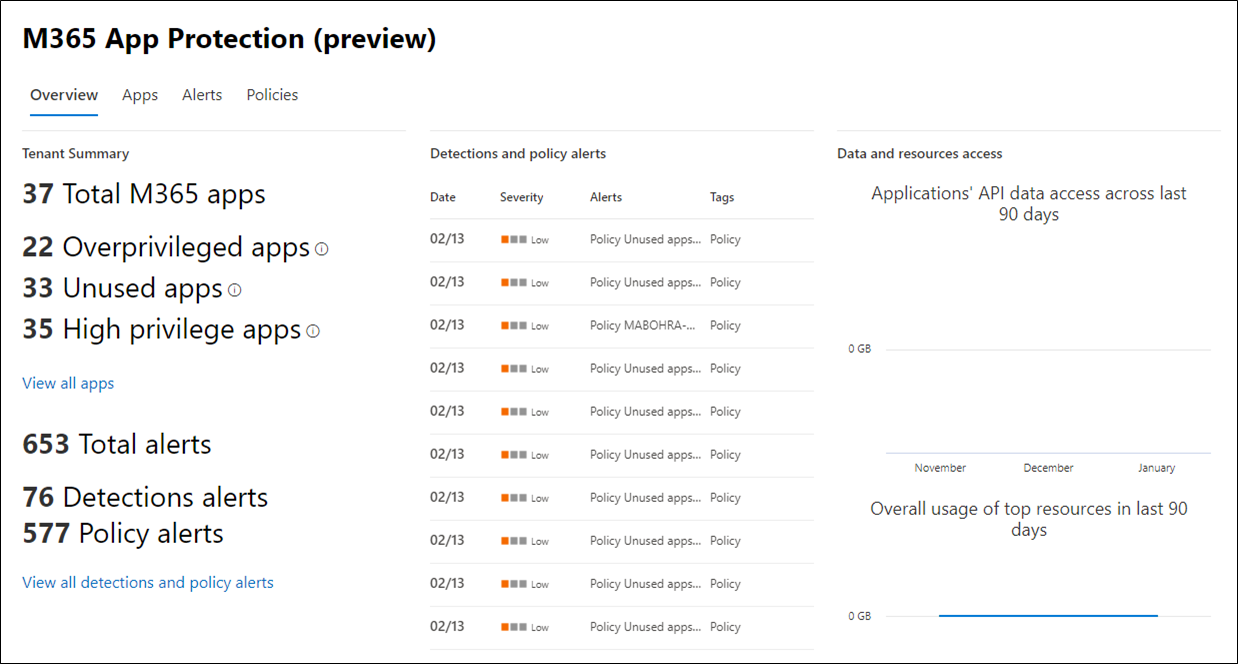 M365 App Protection (preview)
Overview Apps Alerts Policies
Tenant Summary
37 Total M365 apps
22 Overprivileged apps
33 Unused apps
35 High privilege apps
View all apps
653 Total alerts
76 Detections alerts
577 Policy alerts
View all detections and policy alerts
Detections and policy alerts
Date Severity Alerts Tags
02/13 Low Policy Unused apps... Policy
02/13 Low Policy Unused apps... Policy
02/13 Low Policy MABOHRA-... Policy
02/13 Low Policy Unused apps... Policy
02/13 Low Policy Unused apps... Policy
02/13 Low Policy Unused apps... Policy
02/13 Low Policy Unused apps... Policy
02/13 Low Policy Unused apps... Policy
02/13 Low Policy Unused apps... Policy
02/13 Low Policy Unused apps... Policy
Data and resources access
Applications' API data access across last
90 days
0 GB
November December January
Overall usage of top resources in last 90
days
0 GB